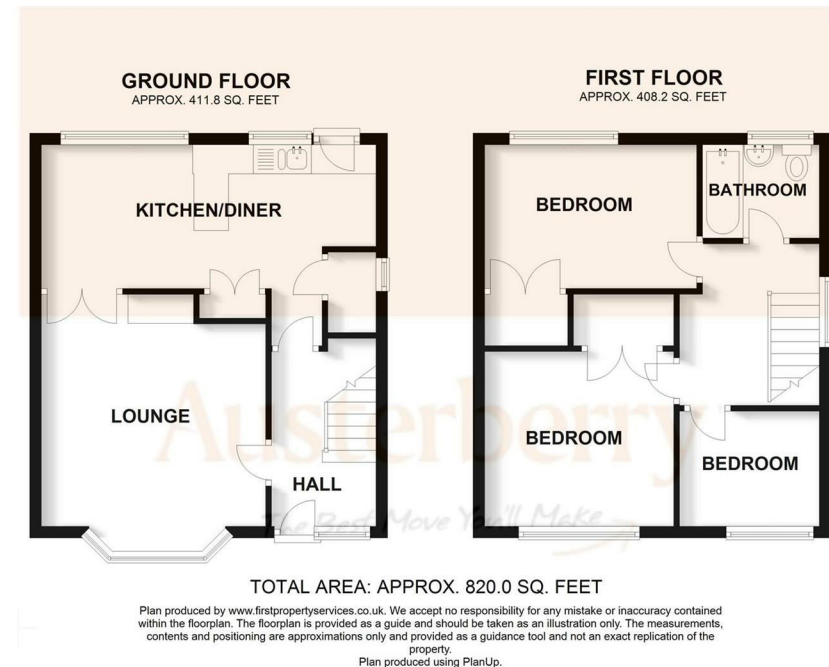 GROUND FLOOR
APPROX. 411.8 SQ. FEET
KITCHEN/DINER
LOUNGE
HALL
FIRST FLOOR
APPROX. 408.2 SQ. FEET
BEDROOM
BATHROOM
BEDROOM
BEDROOM
Austerberry
The Best Move You'll Make
TOTAL AREA: APPROX. 820.0 SQ. FEET
Plan produced by www.firstpropertyservices.co.uk. We accept no responsibility for any mistake or inaccuracy contained
within the floorplan. The floorplan is provided as a guide and should be taken as an illustration only. The measurements,
contents and positioning are approximations only and provided as a guidance tool and not an exact replication of the
property.
Plan produced using PlanUp.